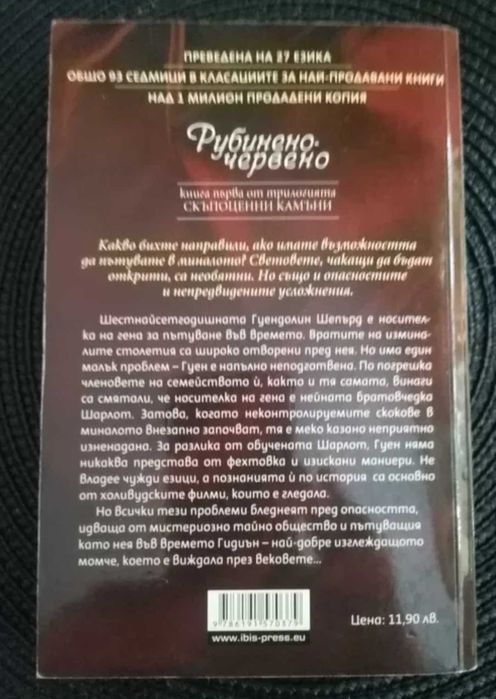 ПРЕВЕДЕНА НА 27 ЕЗИКА
ОБЩО 93 СЕДМИЦИ В КЛАСАЦИИТЕ ЗА НАЙ-ПРОДАВАНИ КНИГИ
НАД 1 МИЛИОН ПРОДАДЕНИ КОПИЯ
Рубинено-
червено
книга първа от трилогията
СКЪПОЦЕННИ КАМЪНИ
Какво бихте направили, ако имате възможността
да пътувате в миналото? Световете, чакащи да бъдат
открити, са необятни. Но също и опасностите
и непредвидените усложнения.
Шестнайсетгодишната Гуендолин Шепърд е носител-
ка на гена за пътуване във времето. Вратите на измина-
лите столетия са широко отворени пред нея. Но има един
малък проблем – Гуен е напълно неподготвена. По погрешка
членовете на семейството ѝ, както и тя самата, винаги
са смятали, че носителка на гена е нейната братовчедка
Шарлот. Затова, когато неконтролируемите скокове в
миналото внезапно започват, тя е меко казано неприятно
изненадана. За разлика от обучената Шарлот, Гуен няма
никаква представа от фехтовка и изискани маниери. Не
владее чужди езици, а познанията ѝ по история са основно
от холивудските филми, които е гледала.
Но всички тези проблеми бледнеят пред опасността,
идваща от мистериозно тайно общество и пътуващия
като нея във времето Гидиън – най-добре изглеждащото
момче, което е виждала през вековете...
9 786191 570379
www.ibis-press.eu
Цена: 11,90 лв.